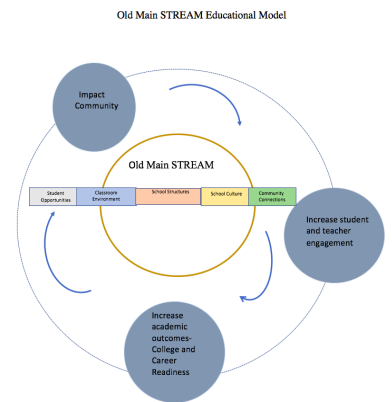 Old Main STREAM Educational Model
Impact
Community
Old Main STREAM
Student
Opportunities
Classroom
Environment
School Structures
School Culture
Community
Connections
Increase student
and teacher
engagement
Increase
academic
outcomes-
College and
Career
Readiness